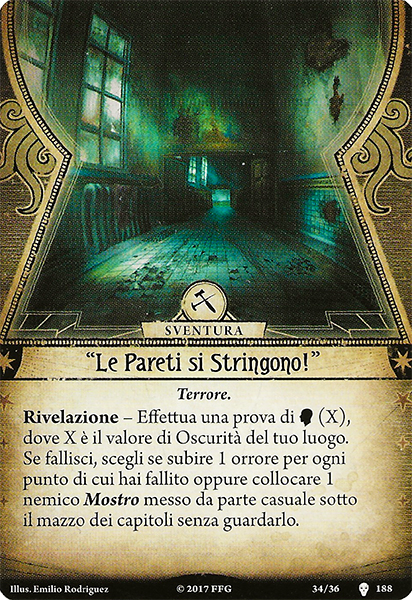 SVENTURA
“Le Pareti si Stringono!”
Terrore.
Rivelazione – Effettua una prova di (X),
dove X è il valore di Oscurità del tuo luogo.
Se fallisci, scegli se subire 1 orrore per ogni
punto di cui hai fallito oppure collocare 1
nemico Mostro messo da parte casuale sotto
il mazzo dei capitoli senza guardarlo.
Illus. Emilio Rodriguez © 2017 FFG 34/36 188